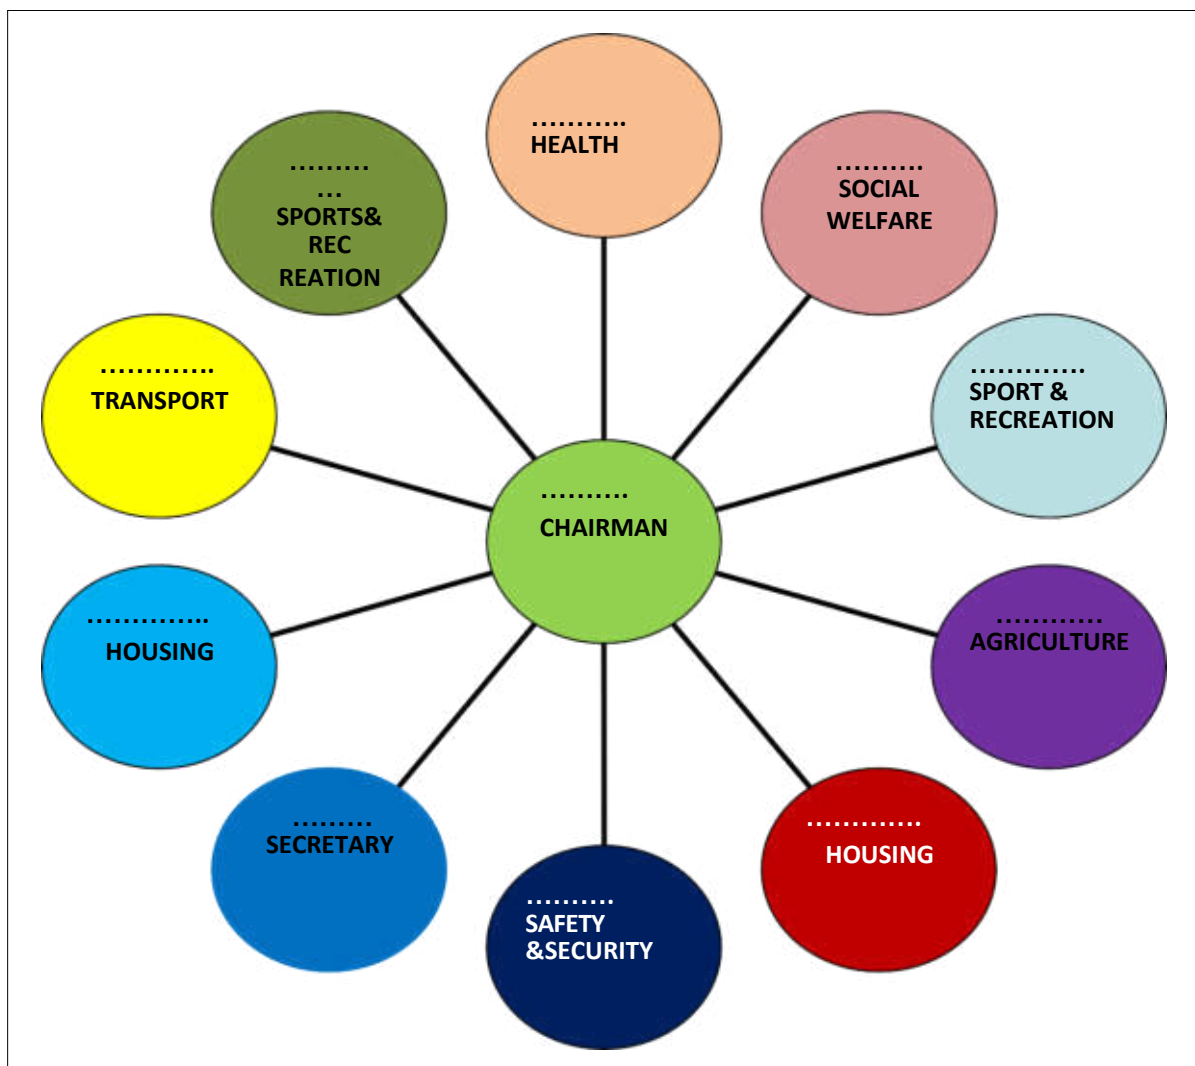 ………..
HEALTH
……….
SOCIAL
WELFARE
………….
SPORT &
RECREATION
…………
AGRICULTURE
………….
HOUSING
……….
SAFETY
&SECURITY
………
SECRETARY
…………..
HOUSING
………….
TRANSPORT
………
…
SPORTS&
REC
REATION
……….
CHAIRMAN